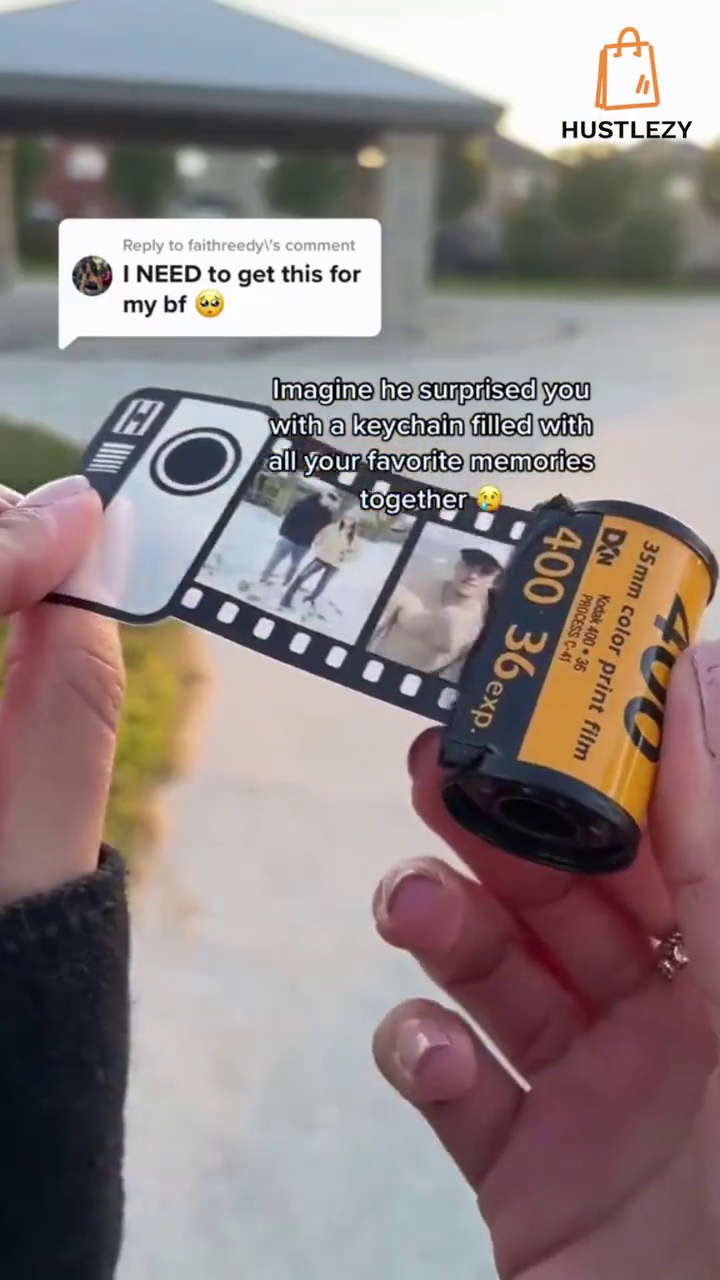 HUSTLEZY
Reply to faithreedy\'s comment
I NEED to get this for
my bf 🥺
Imagine he surprised you
with a keychain filled with
all your favorite memories
together 😢
400 36exp.
DXN
35mm color print film
Kodak 400 • 36
PROCESS C-41
400